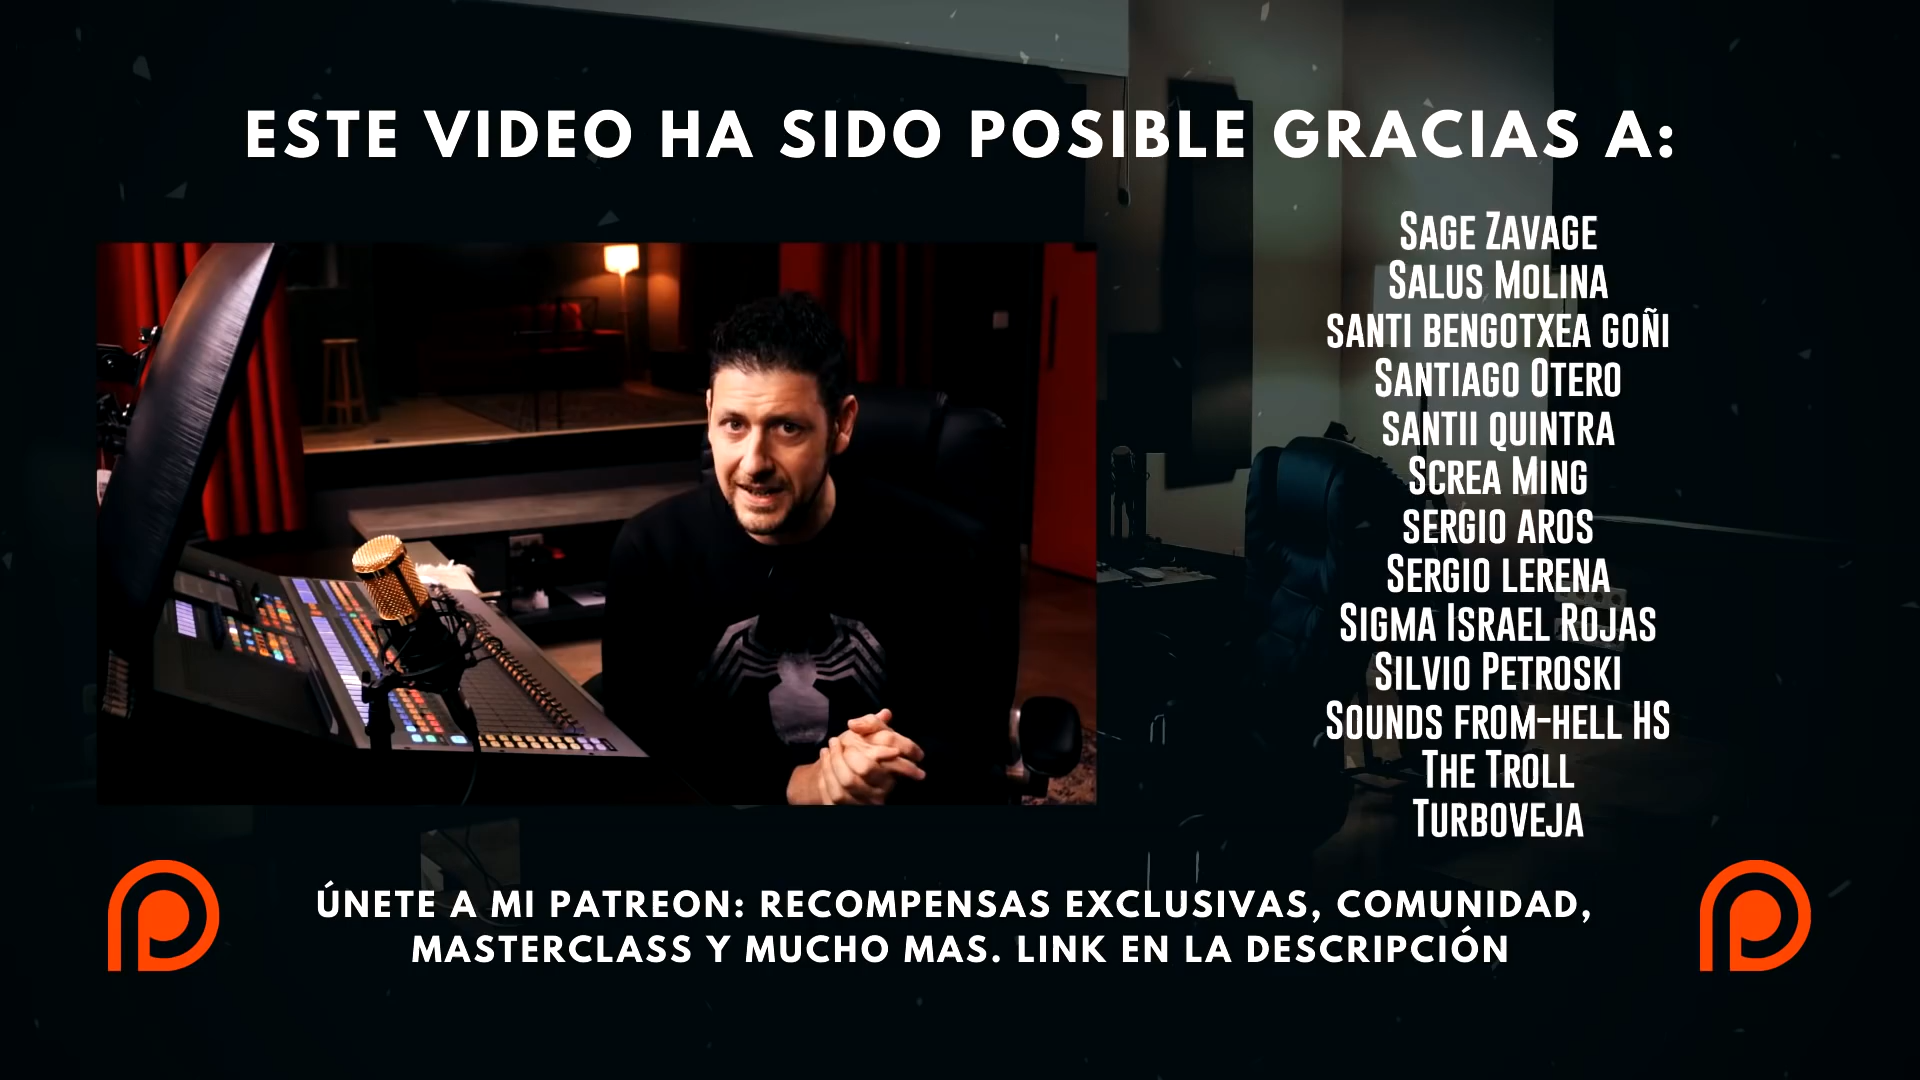 ESTE VIDEO HA SIDO POSIBLE GRACIAS A:
Sage Zavage
Salus Molina
santi bengotxea goñi
Santiago Otero
santii quintra
Screa Ming
sergio aros
Sergio lerena
Sigma Israel Rojas
Silvio Petroski
Sounds from-hell HS
The Troll
Turboveja
ÚNETE A MI PATREON: RECOMPENSAS EXCLUSIVAS, COMUNIDAD,
MASTERCLASS Y MUCHO MAS. LINK EN LA DESCRIPCIÓN